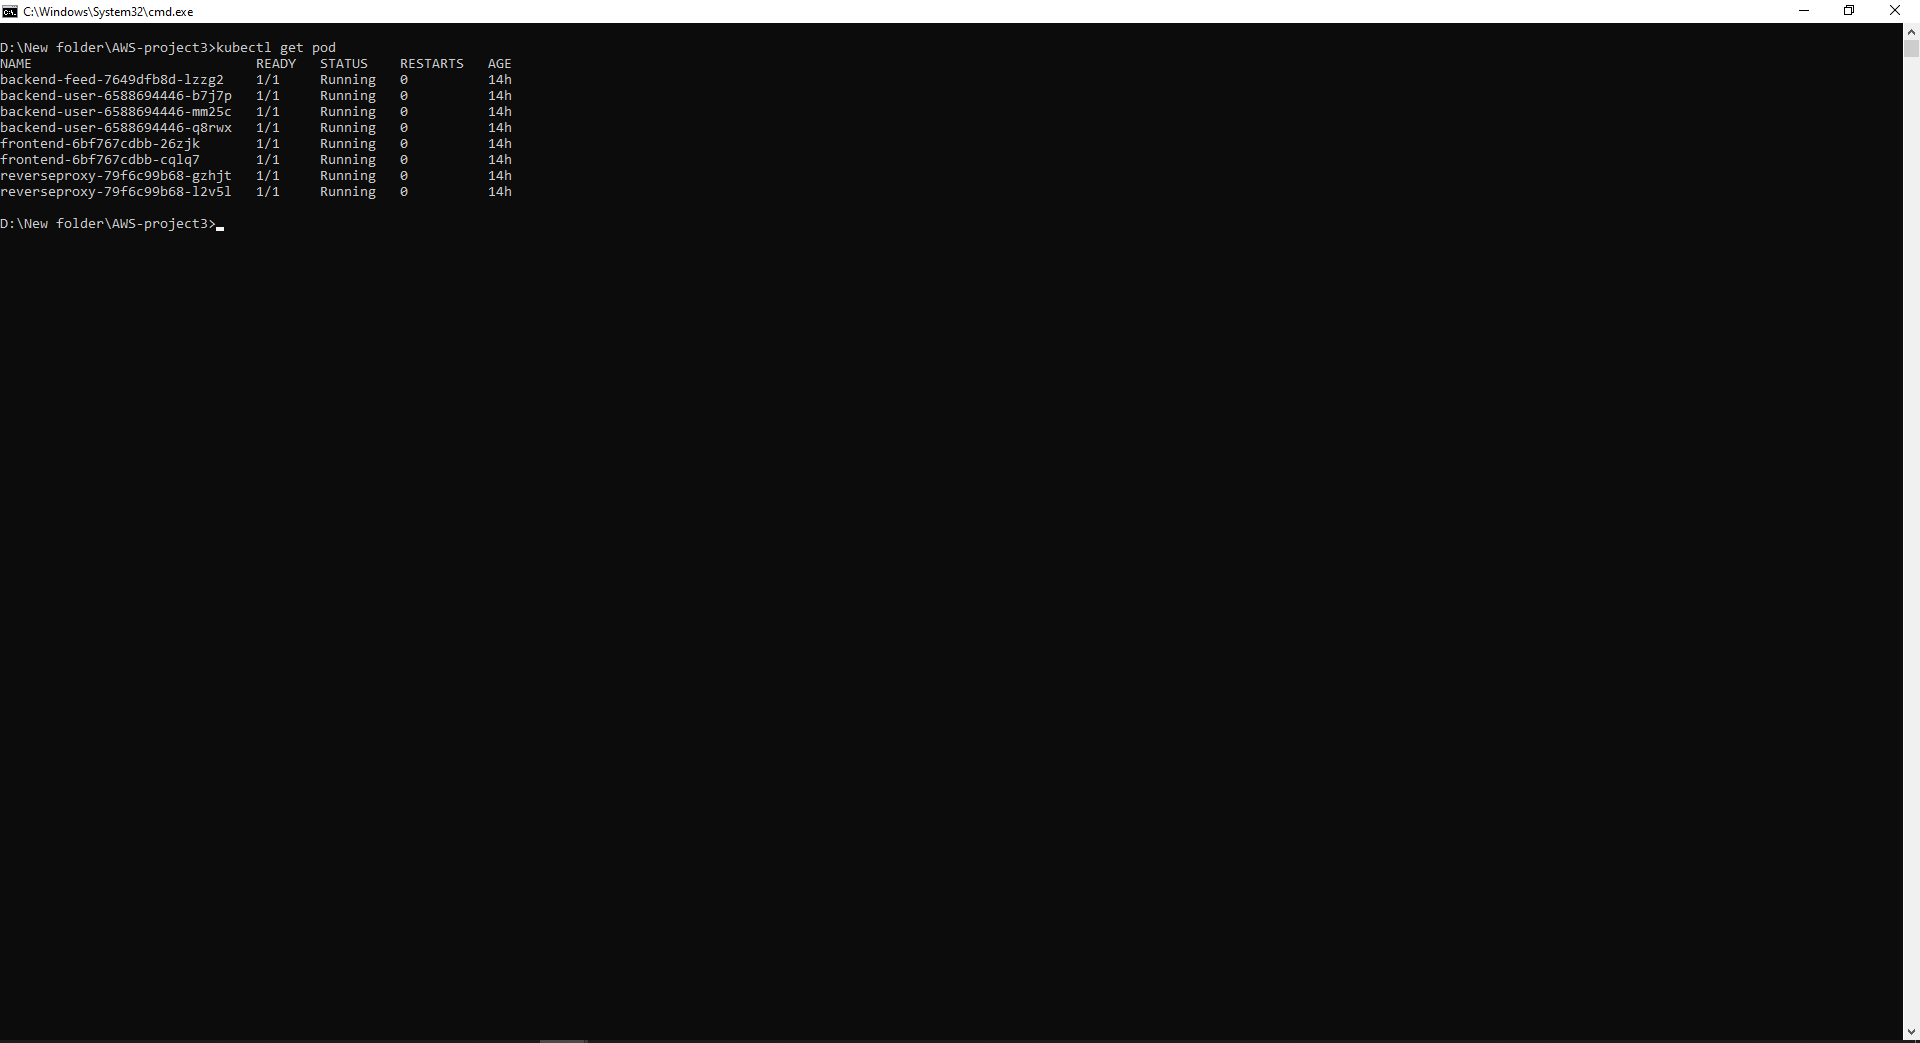 C:\Windows\System32\cmd.exe
D:\New folder\AWS-project3>kubectl get pod
NAME                            READY   STATUS    RESTARTS   AGE
backend-feed-7649dfb8d-lzzg2    1/1     Running   0          14h
backend-user-6588694446-b7j7p   1/1     Running   0          14h
backend-user-6588694446-mm25c   1/1     Running   0          14h
backend-user-6588694446-q8rwx   1/1     Running   0          14h
frontend-6bf767cdbb-26zjk       1/1     Running   0          14h
frontend-6bf767cdbb-cqlq7       1/1     Running   0          14h
reverseproxy-79f6c99b68-gzhjt   1/1     Running   0          14h
reverseproxy-79f6c99b68-l2v5l   1/1     Running   0          14h
D:\New folder\AWS-project3>